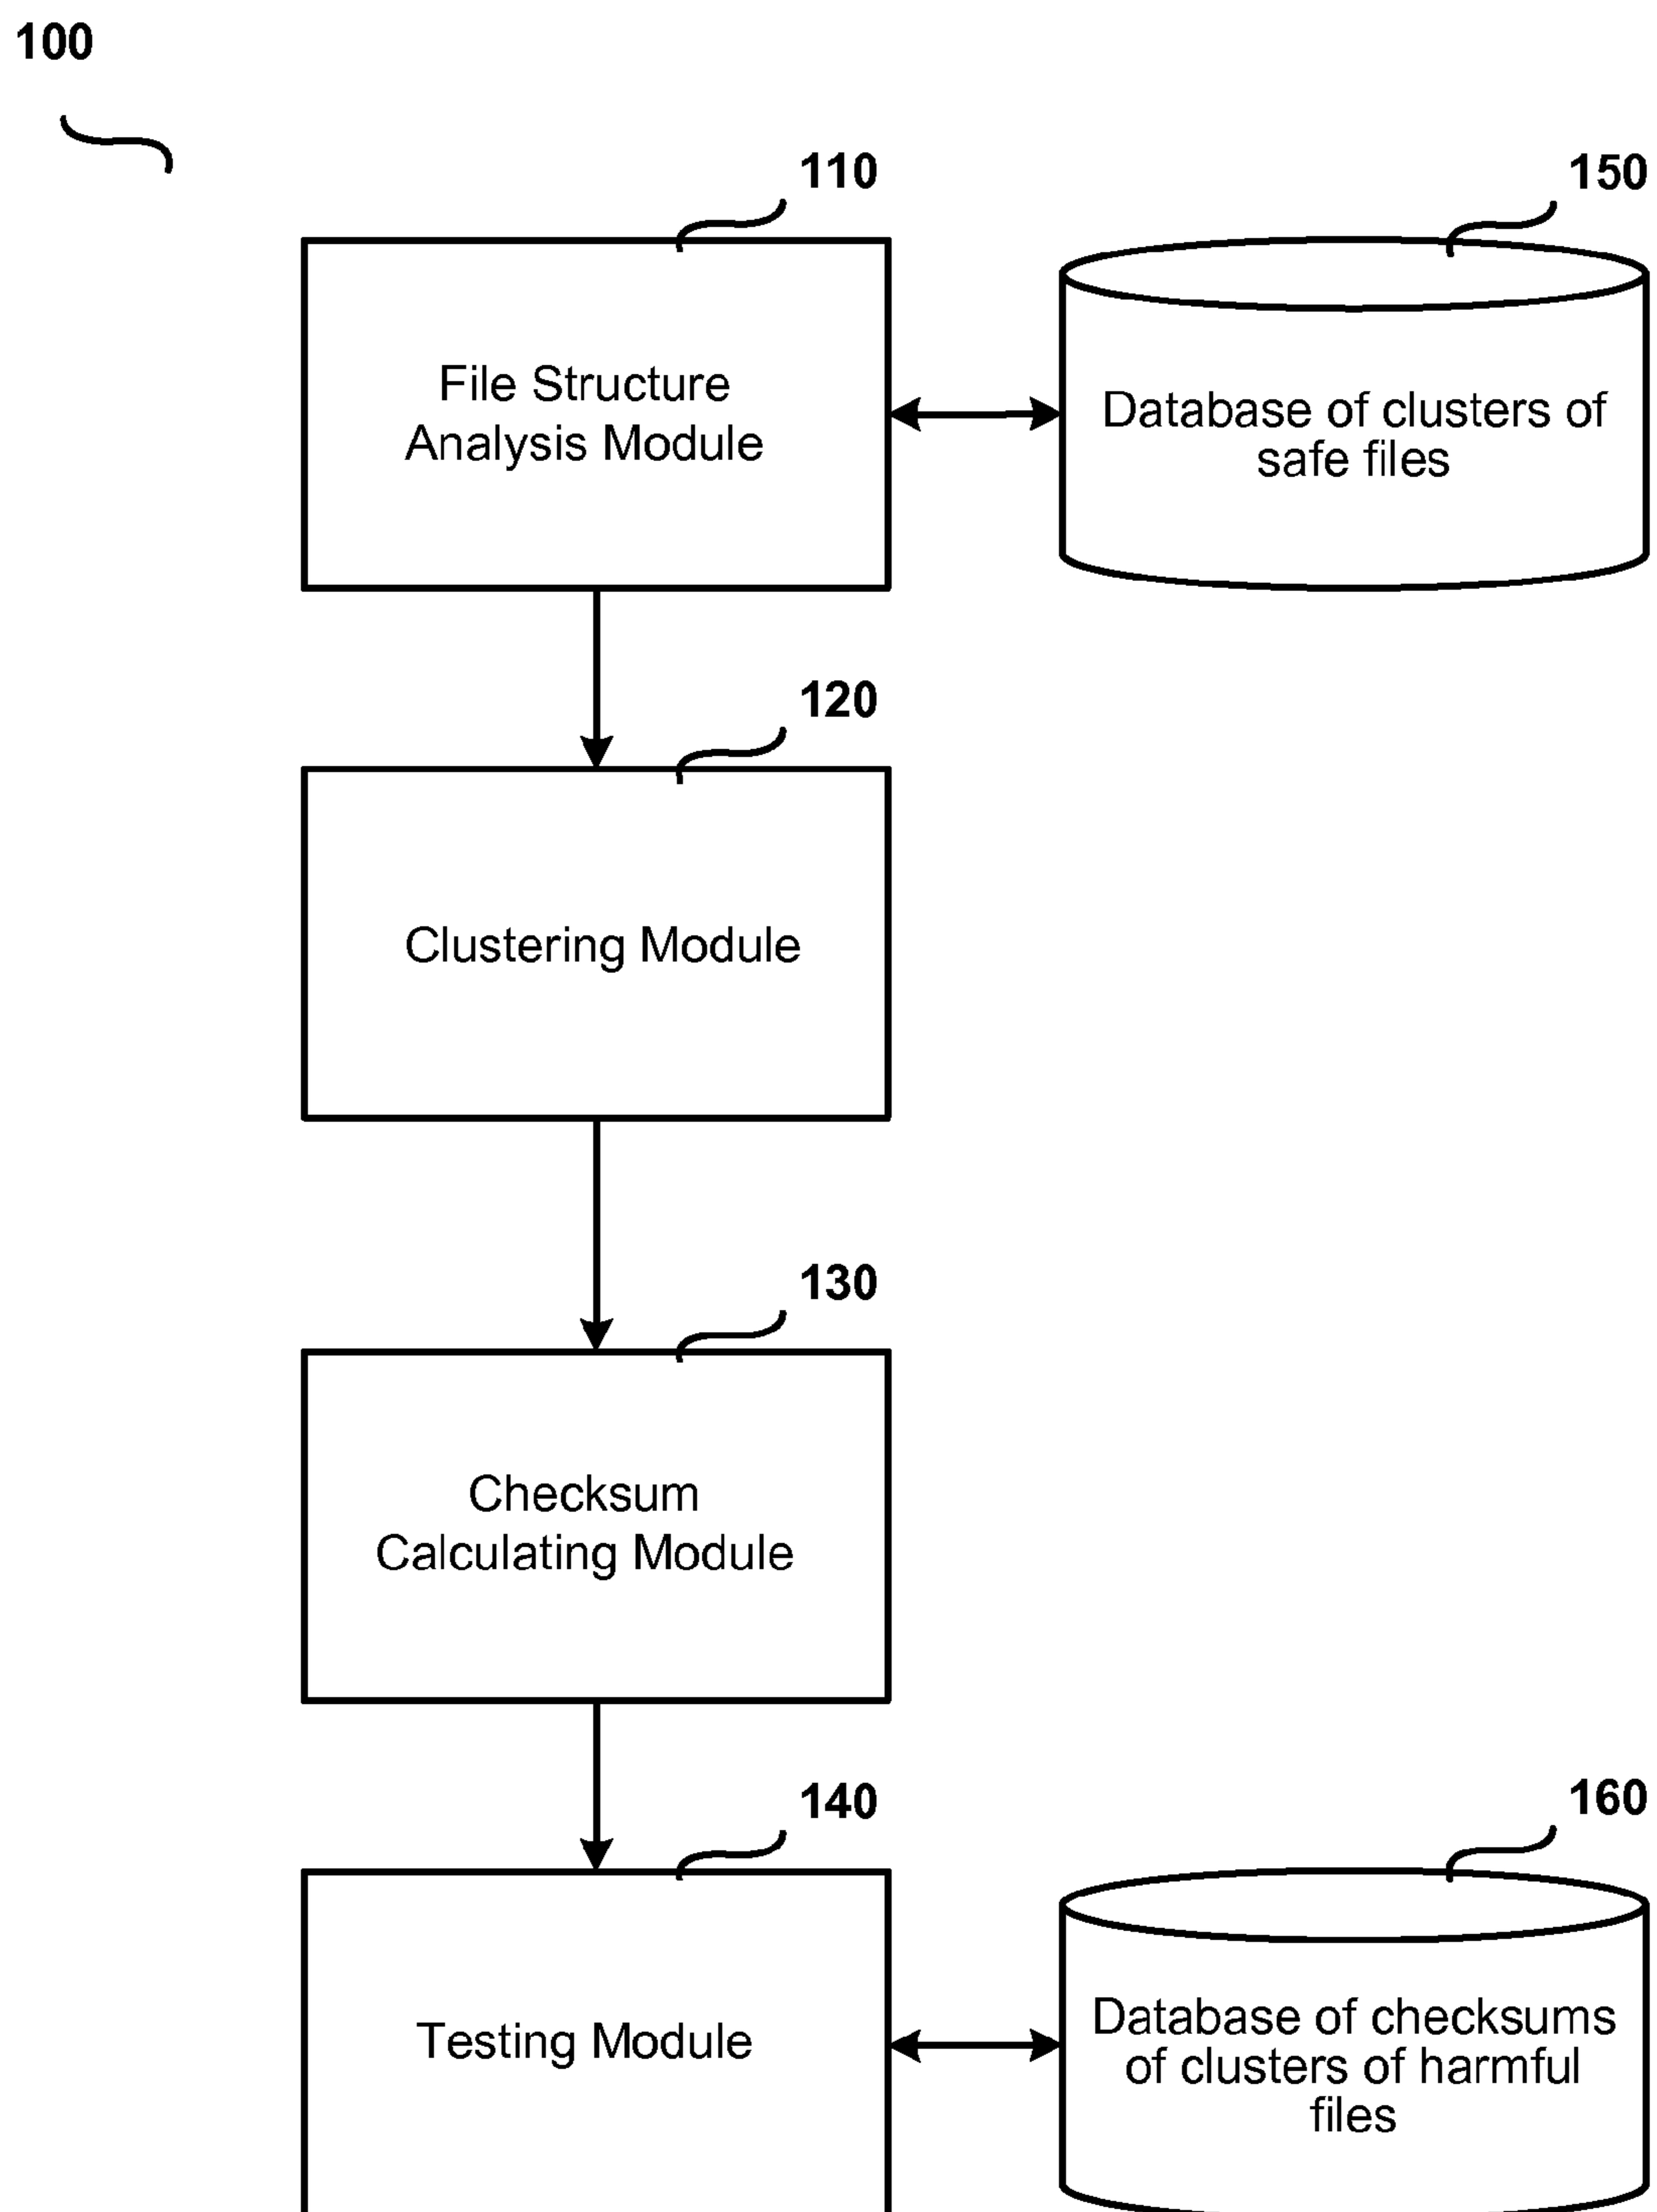 100
110
150
File Structure
Analysis Module
Database of clusters of
safe files
120
Clustering Module
130
Checksum
Calculating Module
140
160
Testing Module
Database of checksums
of clusters of harmful
files